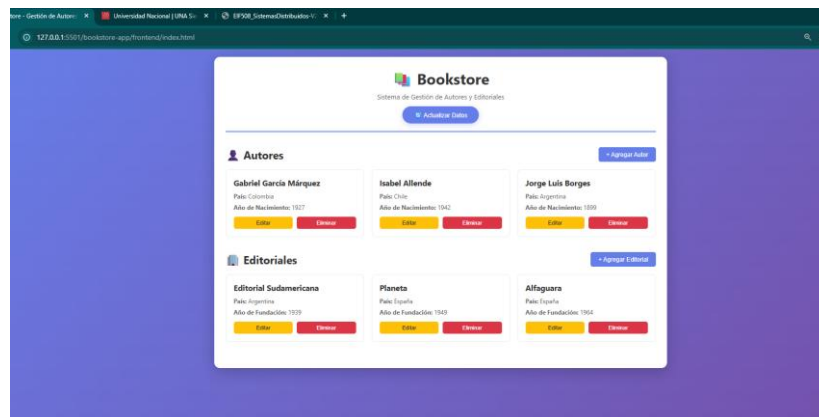 tore - Gestión de Autore
Universidad Nacional | UNA Si
EIF508_SistemasDistribuidos-V
127.0.0.1:5501/bookstore-app/frontend/index.html
Bookstore
Sistema de Gestión de Autores y Editoriales
Actualizar Datos
Autores
+ Agregar Autor
Gabriel García Márquez
Isabel Allende
Jorge Luis Borges
País: Colombia
País: Chile
País: Argentina
Año de Nacimiento: 1927
Año de Nacimiento: 1942
Año de Nacimiento: 1899
Editar Eliminar
Editar Eliminar
Editar Eliminar
Editoriales
+ Agregar Editorial
Editorial Sudamericana
Planeta
Alfaguara
País: Argentina
País: España
País: España
Año de Fundación: 1939
Año de Fundación: 1949
Año de Fundación: 1964
Editar Eliminar
Editar Eliminar
Editar Eliminar